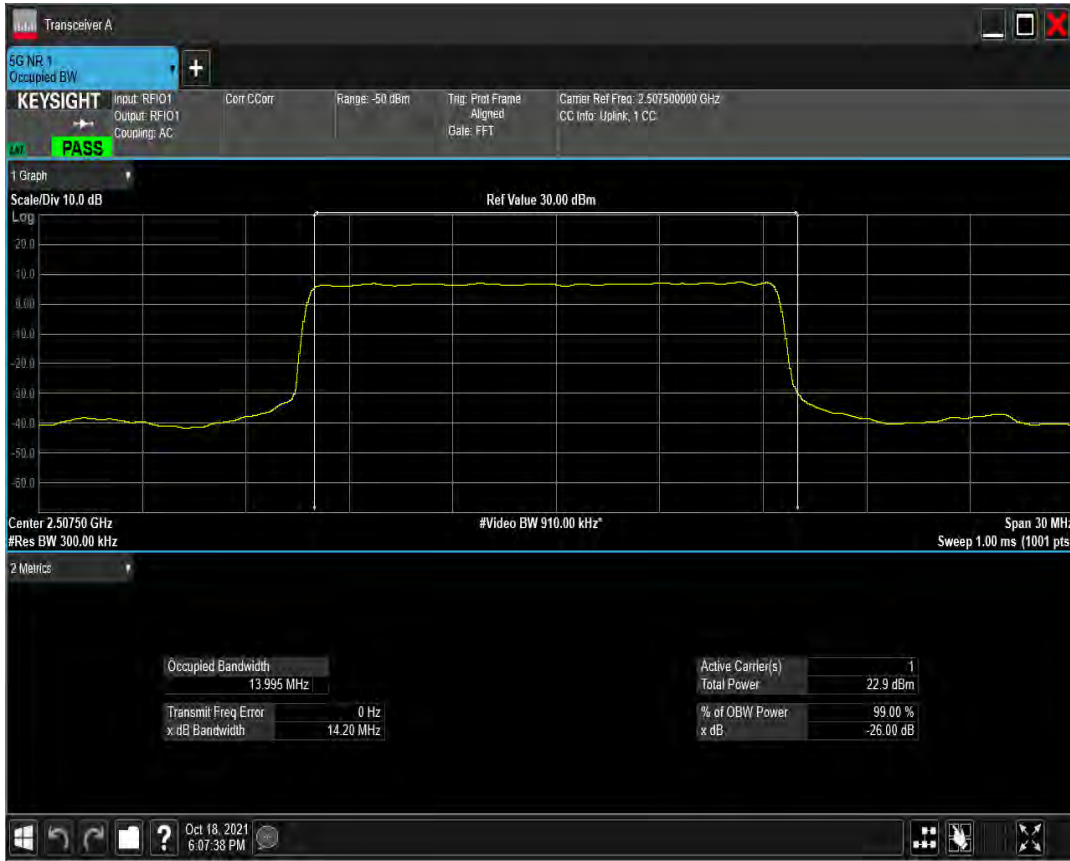 Transceiver A
5G NR 1
Occupied BW
+
KEYSIGHT
PASS
Input: RFIO1
Output: RFIO1
Coupling: AC
Corr CCorr
Range: -50 dBm
Trig: Prot Frame
Aligned
Gate: FFT
Carrier Ref Freq: 2.507500000 GHz
CC Info: Uplink, 1 CC
1 Graph
Scale/Div 10.0 dB
Ref Value 30.00 dBm
Log
20.0
10.0
0.00
-10.0
-20.0
-30.0
-40.0
-50.0
-60.0
Center 2.50750 GHz
#Video BW 910.00 kHz*
Span 30 MHz
#Res BW 300.00 kHz
Sweep 1.00 ms (1001 pts
2 Metrics
Occupied Bandwidth
13.995 MHz
Transmit Freq Error 0 Hz
x dB Bandwidth 14.20 MHz
Active Carrier(s) 1
Total Power 22.9 dBm
% of OBW Power 99.00 %
x dB -26.00 dB
?
Oct 18, 2021
6:07:38 PM